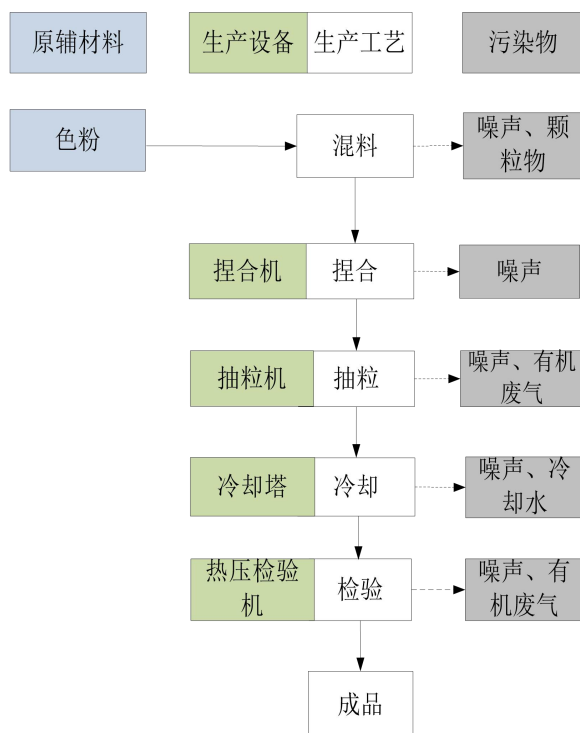 原辅材料
生产设备
生产工艺
污染物
色粉
混料
噪声、颗
粒物
捏合机
捏合
噪声
抽粒机
抽粒
噪声、有机
废气
冷却塔
冷却
噪声、冷
却水
热压检验
机
检验
噪声、有
机废气
成品